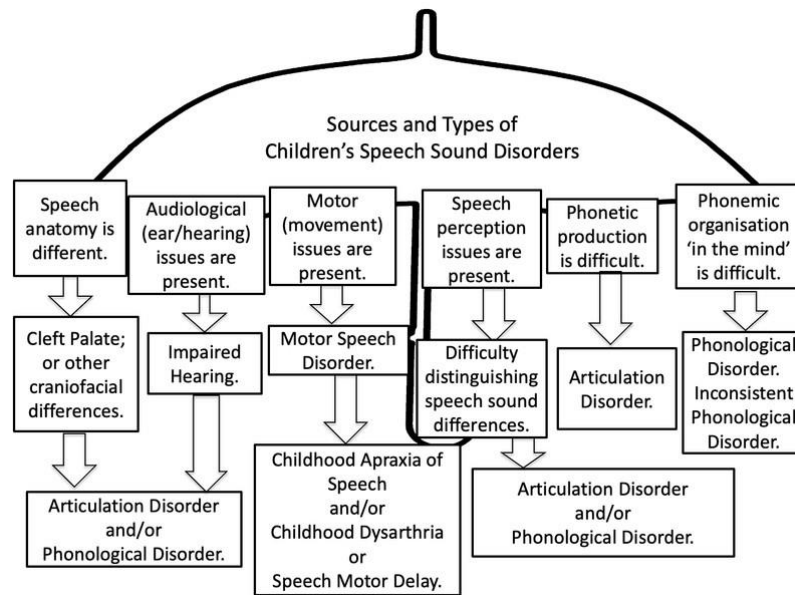 Sources and Types of
Children's Speech Sound Disorders
Speech
anatomy is
different.
Audiological
(ear/hearing)
issues are
present.
Motor
(movement)
issues are
present.
Speech
perception
issues are
present.
Phonetic
production
is difficult.
Phonemic
organisation
'in the mind'
is difficult.
Cleft Palate;
or other
craniofacial
differences.
Impaired
Hearing.
Motor Speech
Disorder.
Difficulty
distinguishing
speech sound
differences.
Articulation
Disorder.
Phonological
Disorder.
Inconsistent
Phonological
Disorder.
Articulation Disorder
and/or
Phonological Disorder.
Childhood Apraxia of
Speech
and/or
Childhood Dysarthria
or
Speech Motor Delay.
Articulation Disorder
and/or
Phonological Disorder.